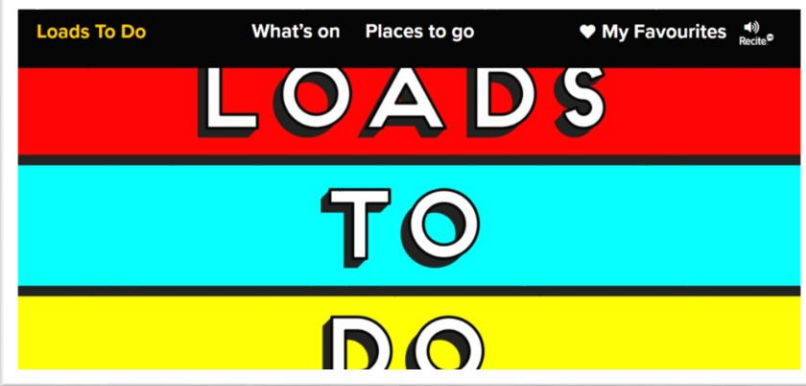 Loads To Do What's on Places to go My Favourites
Recite
LOADS
TO
DO